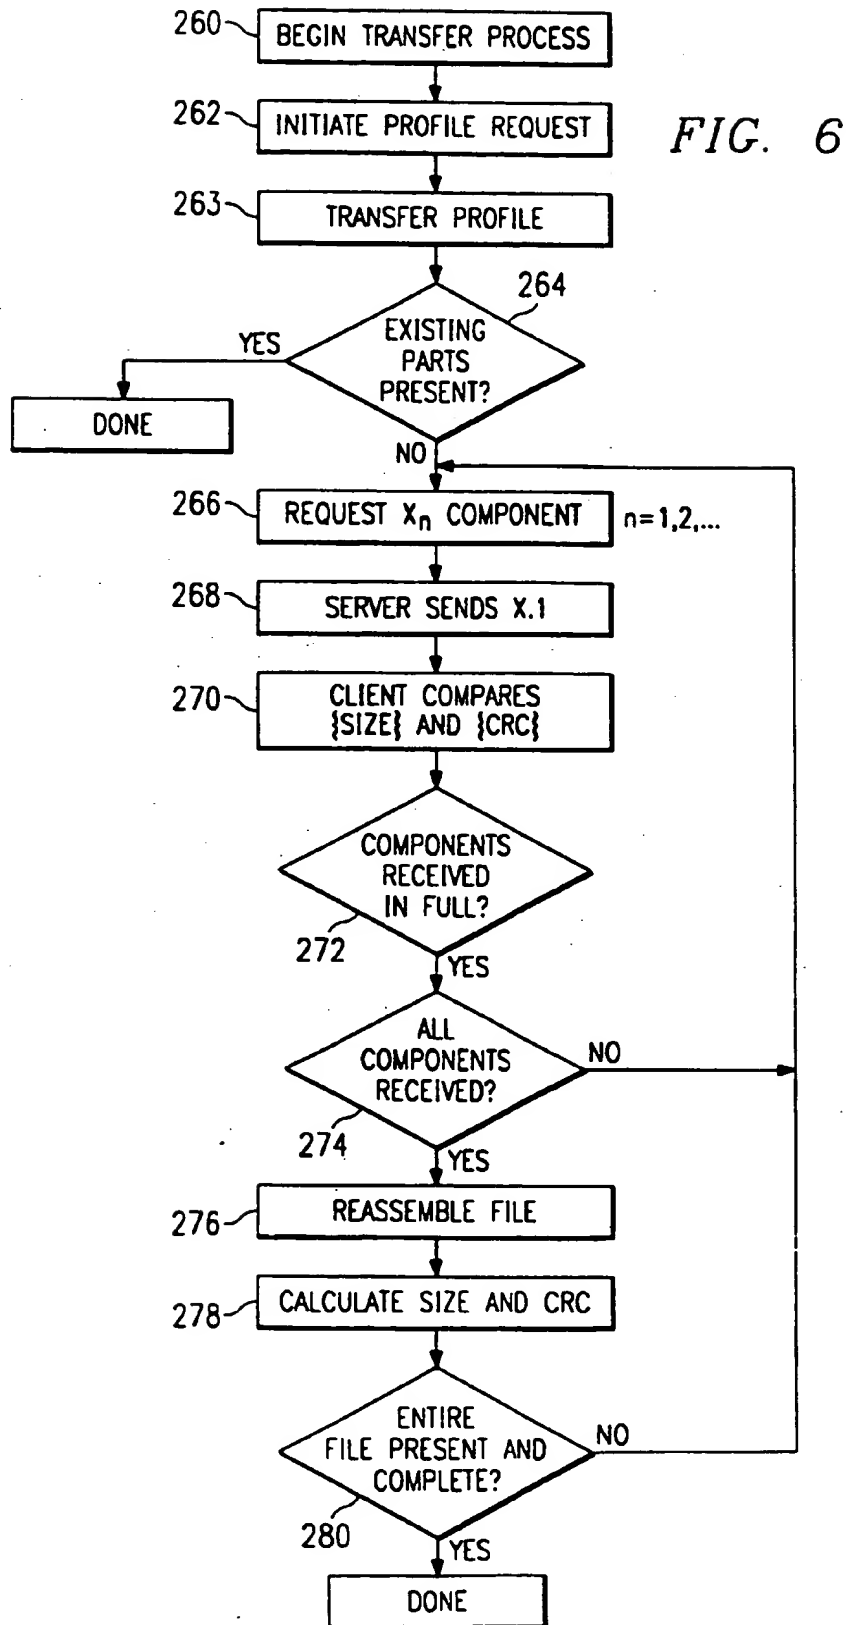 260
BEGIN TRANSFER PROCESS
262
INITIATE PROFILE REQUEST
FIG. 6
263
TRANSFER PROFILE
264
EXISTING
PARTS
PRESENT?
YES
DONE
NO
266
REQUEST Xn COMPONENT
n=1,2,...
268
SERVER SENDS X.1
270
CLIENT COMPARES
{SIZE} AND {CRC}
COMPONENTS
RECEIVED
IN FULL?
272
YES
ALL
COMPONENTS
RECEIVED?
NO
274
YES
276
REASSEMBLE FILE
278
CALCULATE SIZE AND CRC
ENTIRE
FILE PRESENT AND
COMPLETE?
NO
280
YES
DONE